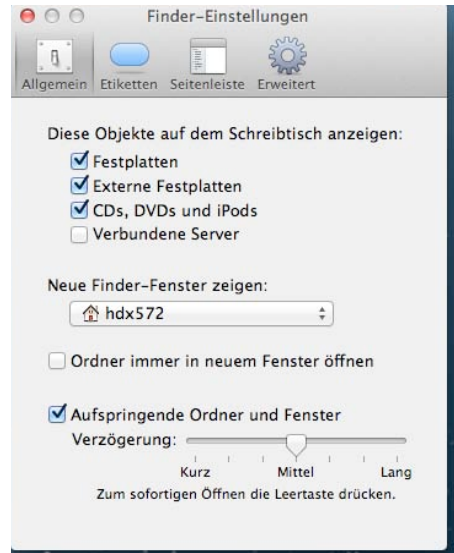 Finder-Einstellungen
Allgemein Etiketten Seitenleiste Erweitert
Diese Objekte auf dem Schreibtisch anzeigen:
Festplatten
Externe Festplatten
CDs, DVDs und iPods
Verbundene Server
Neue Finder-Fenster zeigen:
hdx572
Ordner immer in neuem Fenster öffnen
Aufspringende Ordner und Fenster
Verzögerung:
Kurz Mittel Lang
Zum sofortigen Öffnen die Leertaste drücken.